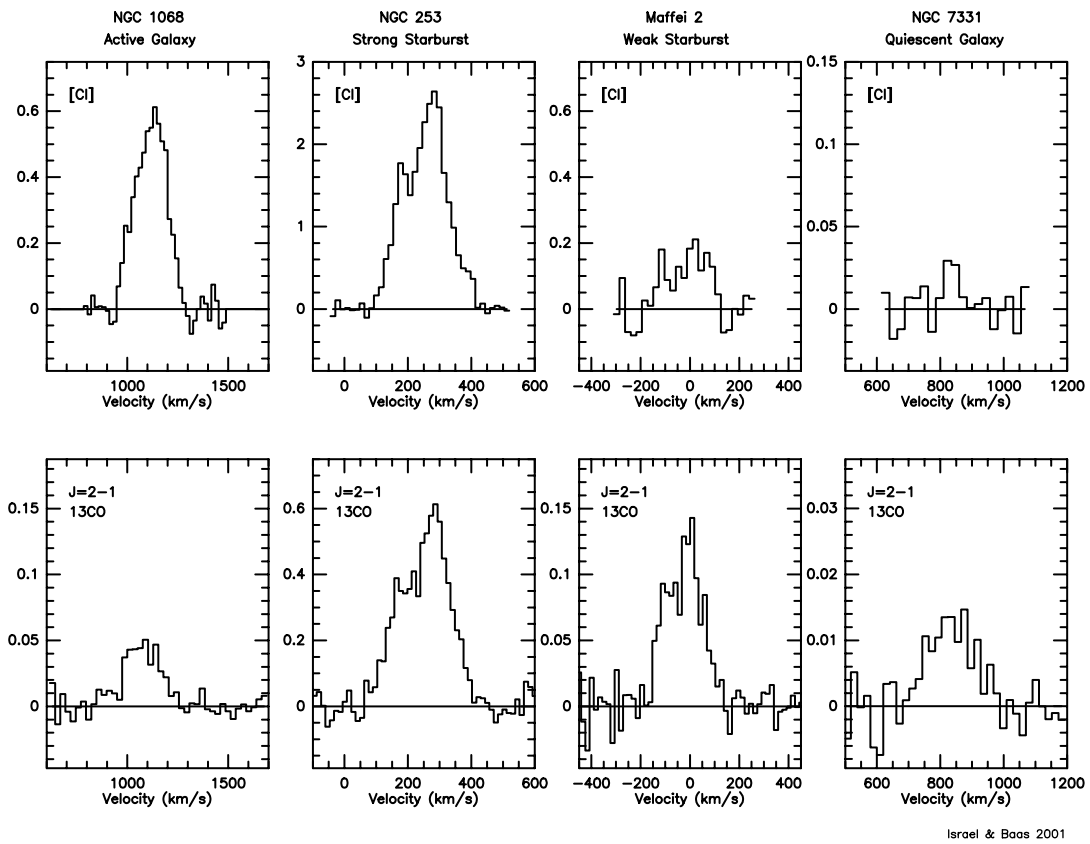 NGC 1068
Active Galaxy
NGC 253
Strong Starburst
Maffei 2
Weak Starburst
NGC 7331
Quiescent Galaxy
[CI]
0.6
0.4
0.2
0
1000 1500
Velocity (km/s)
[CI]
3
2
1
0
0 200 400 600
Velocity (km/s)
[CI]
0.6
0.4
0.2
0
−400 −200 0 200 400
Velocity (km/s)
[CI]
0.15
0.1
0.05
0
600 800 1000 1200
Velocity (km/s)
J=2−1
13CO
0.15
0.1
0.05
0
1000 1500
Velocity (km/s)
J=2−1
13CO
0.6
0.4
0.2
0
0 200 400 600
Velocity (km/s)
J=2−1
13CO
0.15
0.1
0.05
0
−400 −200 0 200 400
Velocity (km/s)
J=2−1
13CO
0.03
0.02
0.01
0
600 800 1000 1200
Velocity (km/s)
Israel & Baas 2001